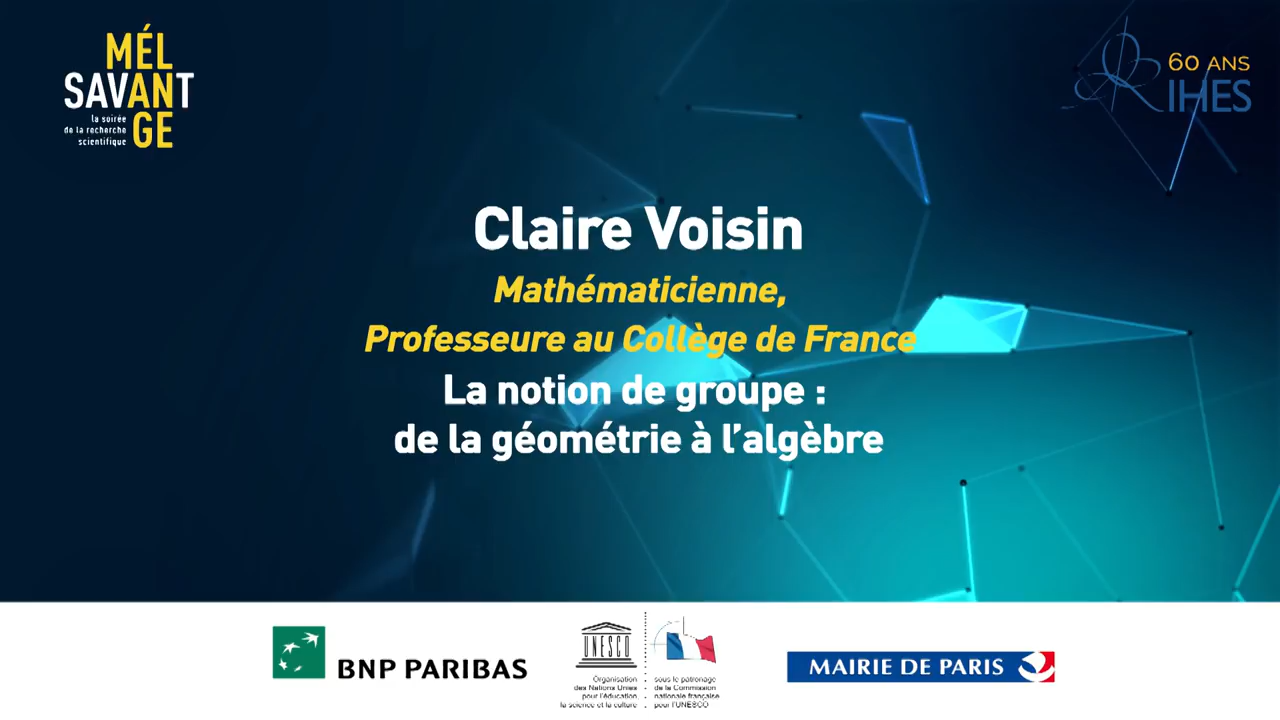 MÉL
SAVANT
la soirée
de la recherche
scientifique
GE
60 ANS
IHES
Claire Voisin
Mathématicienne,
Professeure au Collège de France
La notion de groupe :
de la géométrie à l'algèbre
BNP PARIBAS
UNESCO
Organisation
des Nations Unies
pour l'éducation
la science et la culture
sous le patronage
de la Commission
nationale française
pour l'UNESCO
MAIRIE DE PARIS